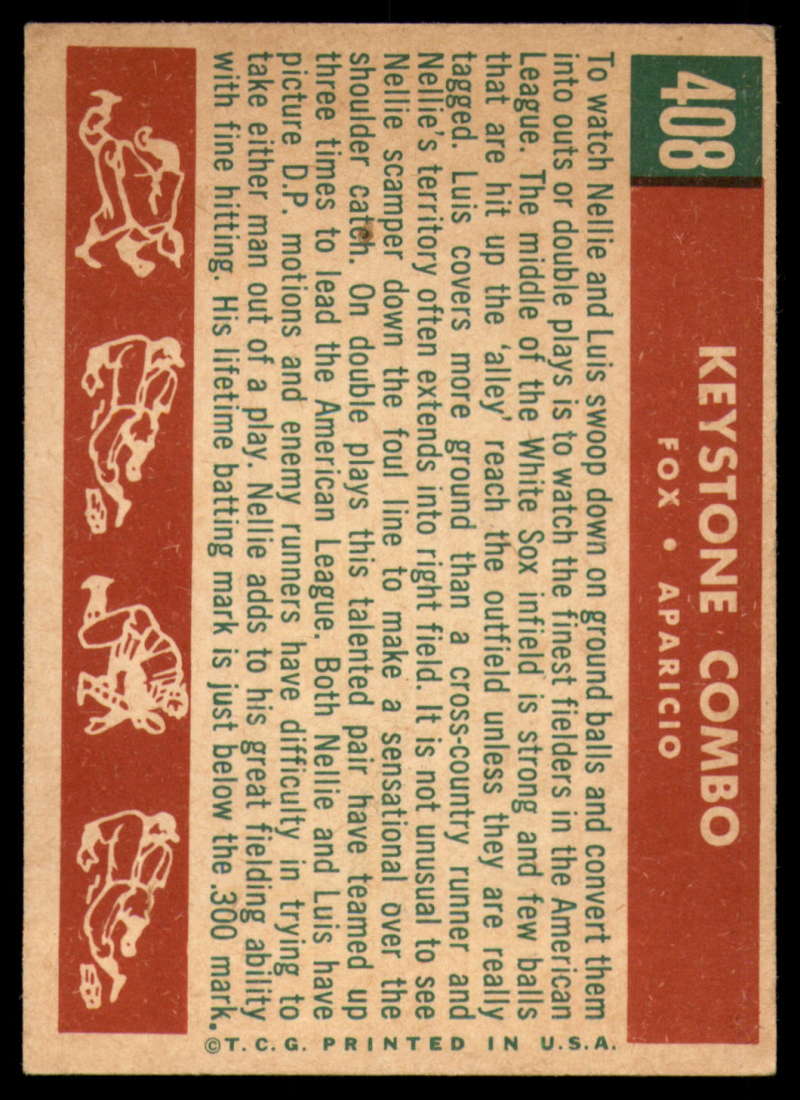 408
KEYSTONE COMBO
FOX • APARICIO
To watch Nellie and Luis swoop down on ground balls and convert them
into outs or double plays is to watch the finest fielders in the American
League. The middle of the White Sox infield is strong and few balls
that are hit up the 'alley' reach the outfield unless they are really
tagged. Luis covers more ground than a cross-country runner and
Nellie's territory often extends into right field. It is not unusual to see
Nellie scamper down the foul line to make a sensational over the
shoulder catch. On double plays this talented pair have teamed up
three times to lead the American League. Both Nellie and Luis have
picture D.P. motions and enemy runners have difficulty in trying to
take either man out of a play. Nellie adds to his great fielding ability
with fine hitting. His lifetime batting mark is just below the .300 mark.
©T.C.G. PRINTED IN U.S.A.